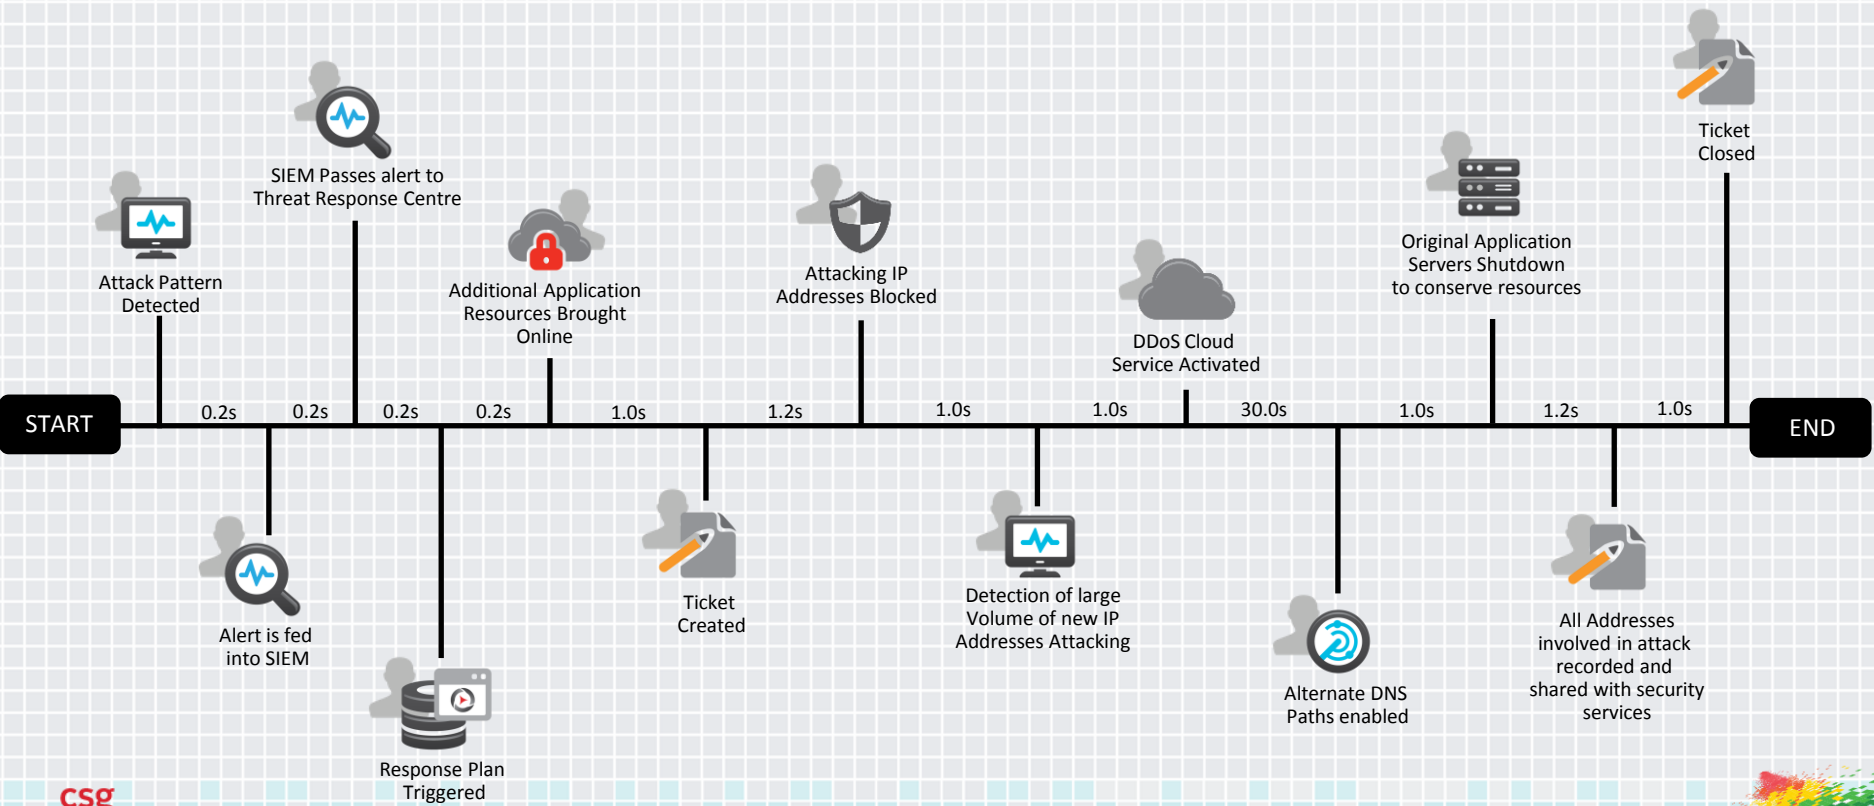 Ticket
Closed
SIEM Passes alert to
Threat Response Centre
Original Application
Servers Shutdown
to conserve resources
Attacking IP
Addresses Blocked
Attack Pattern
Detected
Additional Application
Resources Brought
Online
DDoS Cloud
Service Activated
START
0.2s
0.2s
0.2s
0.2s
1.0s
1.2s
1.0s
1.0s
30.0s
1.0s
1.2s
1.0s
END
Alert is fed
into SIEM
Response Plan
Triggered
Ticket
Created
Detection of large
Volume of new IP
Addresses Attacking
Alternate DNS
Paths enabled
All Addresses
involved in attack
recorded and
shared with security
services
csg